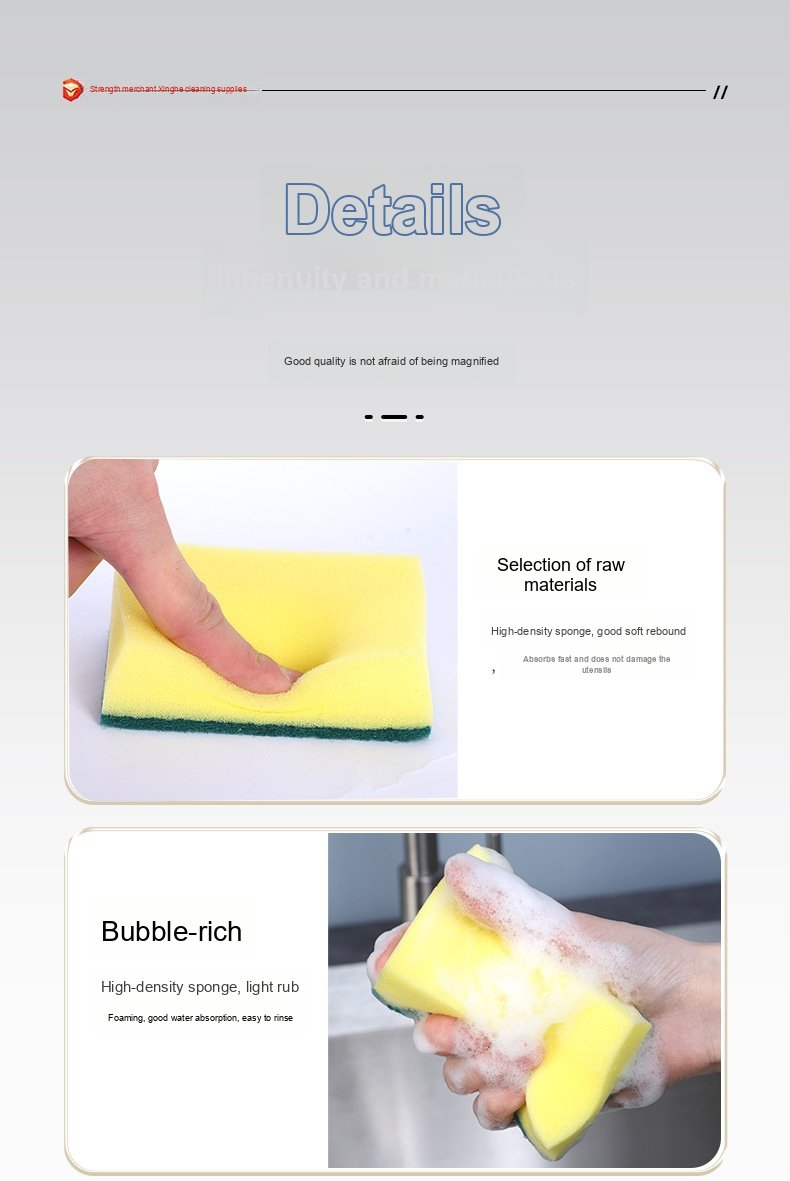 Strength merchant Xinghe cleaning supplies
//
Details
Ingenuity and meticulous
Good quality is not afraid of being magnified
Selection of raw
materials
High-density sponge, good soft rebound
,
Absorbs fast and does not damage the
utensils
Bubble-rich
High-density sponge, light rub
Foaming, good water absorption, easy to rinse